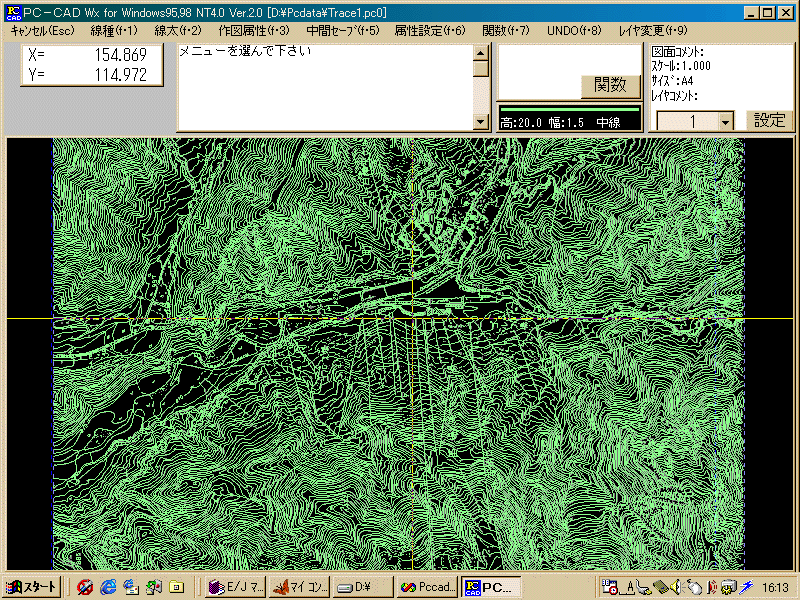 PC-CAD Wx for Windows95,98 NT4.0 Ver.2.0 [D:¥Pcdata¥Trace1.pc0]
ｷｬﾝｾﾙ(Esc) 線種(f･1) 線太(f･2) 作図属性(f･3) 中間ｾｰﾌﾞ(f･5) 属性設定(f･6) 関数(f･7) UNDO(f･8) ﾚｲﾔ変更(f･9)
X= 154.869
Y= 114.972
メニューを選んで下さい
関数
高:20.0 幅:1.5 中線
図面ｺﾒﾝﾄ:
ｽｹｰﾙ:1.000
ｻｲｽﾞ:A4
ﾚｲﾔｺﾒﾝﾄ:
1 設定
スタート E/J マ... マイ コン... D:¥ Pccad... PC... 16:13